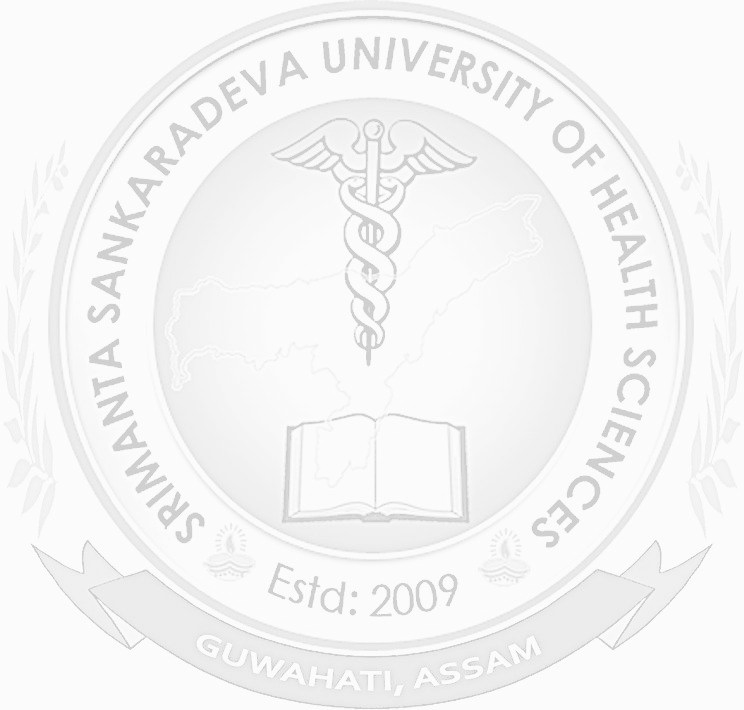 SRIMANTA SANKARADEVA UNIVERSITY OF HEALTH SCIENCES
Estd: 2009
GUWAHATI, ASSAM